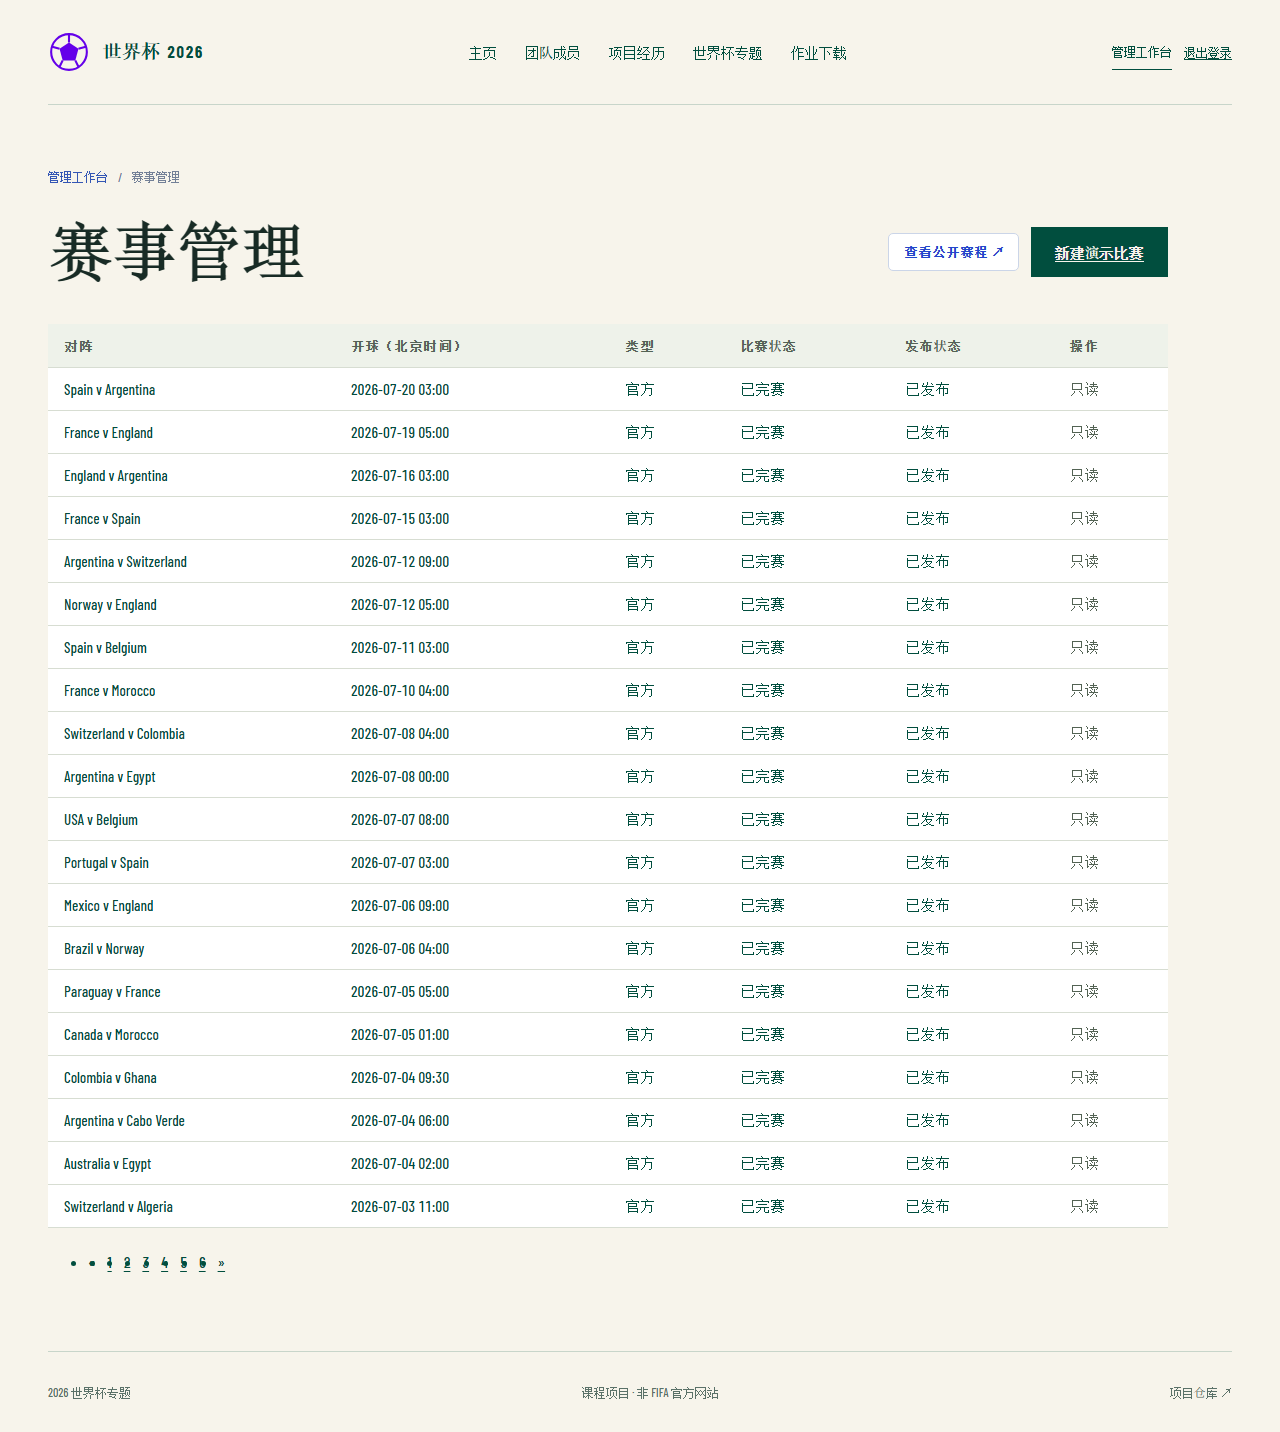 世界杯 2026
主页 团队成员 项目经历 世界杯专题 作业下载
管理工作台 退出登录
管理工作台 / 赛事管理
赛事管理
查看公开赛程 ↗
新建演示比赛
对阵 开球（北京时间） 类型 比赛状态 发布状态 操作
Spain v Argentina 2026-07-20 03:00 官方 已完赛 已发布 只读
France v England 2026-07-19 05:00 官方 已完赛 已发布 只读
England v Argentina 2026-07-16 03:00 官方 已完赛 已发布 只读
France v Spain 2026-07-15 03:00 官方 已完赛 已发布 只读
Argentina v Switzerland 2026-07-12 09:00 官方 已完赛 已发布 只读
Norway v England 2026-07-12 05:00 官方 已完赛 已发布 只读
Spain v Belgium 2026-07-11 03:00 官方 已完赛 已发布 只读
France v Morocco 2026-07-10 04:00 官方 已完赛 已发布 只读
Switzerland v Colombia 2026-07-08 04:00 官方 已完赛 已发布 只读
Argentina v Egypt 2026-07-08 00:00 官方 已完赛 已发布 只读
USA v Belgium 2026-07-07 08:00 官方 已完赛 已发布 只读
Portugal v Spain 2026-07-07 03:00 官方 已完赛 已发布 只读
Mexico v England 2026-07-06 09:00 官方 已完赛 已发布 只读
Brazil v Norway 2026-07-06 04:00 官方 已完赛 已发布 只读
Paraguay v France 2026-07-05 05:00 官方 已完赛 已发布 只读
Canada v Morocco 2026-07-05 01:00 官方 已完赛 已发布 只读
Colombia v Ghana 2026-07-04 09:30 官方 已完赛 已发布 只读
Argentina v Cabo Verde 2026-07-04 06:00 官方 已完赛 已发布 只读
Australia v Egypt 2026-07-04 02:00 官方 已完赛 已发布 只读
Switzerland v Algeria 2026-07-03 11:00 官方 已完赛 已发布 只读
1 2 3 4 5 6 »
2026 世界杯专题
课程项目 · 非 FIFA 官方网站
项目仓库 ↗